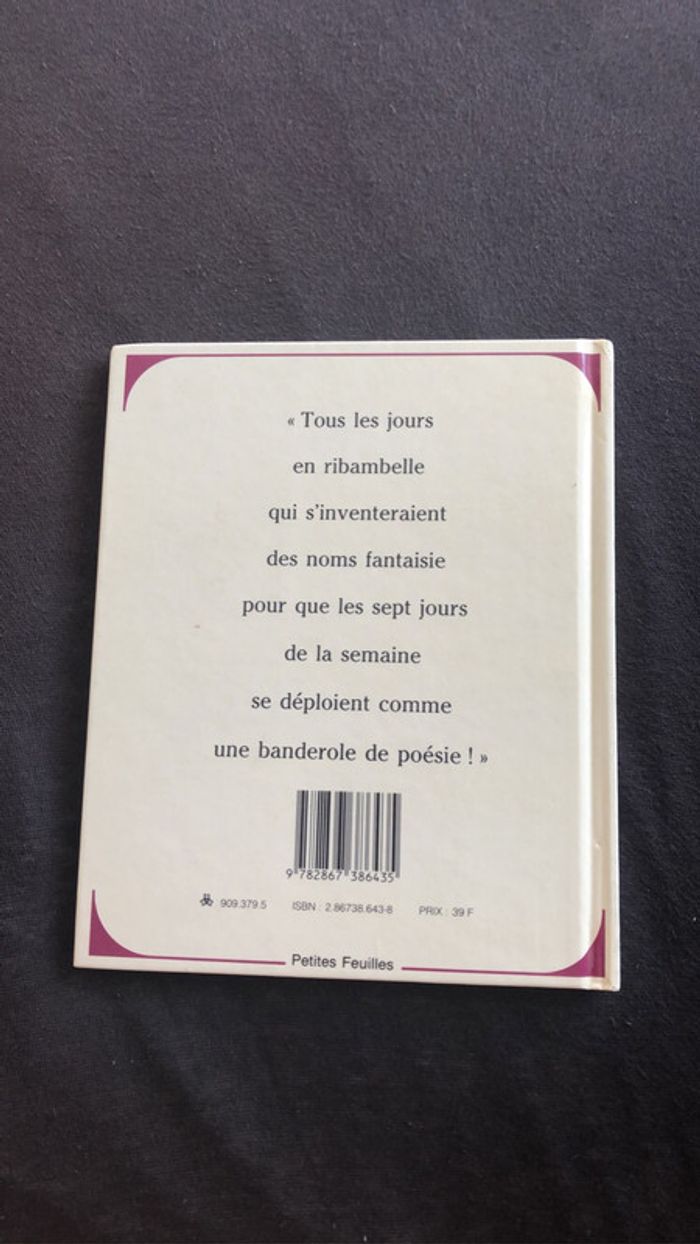 « Tous les jours
en ribambelle
qui s'inventeraient
des noms fantaisie
pour que les sept jours
de la semaine
se déploient comme
une banderole de poésie ! »
9 782867 386435
909.379.5 ISBN : 2.86738.643-8 PRIX : 39 F
Petites Feuilles